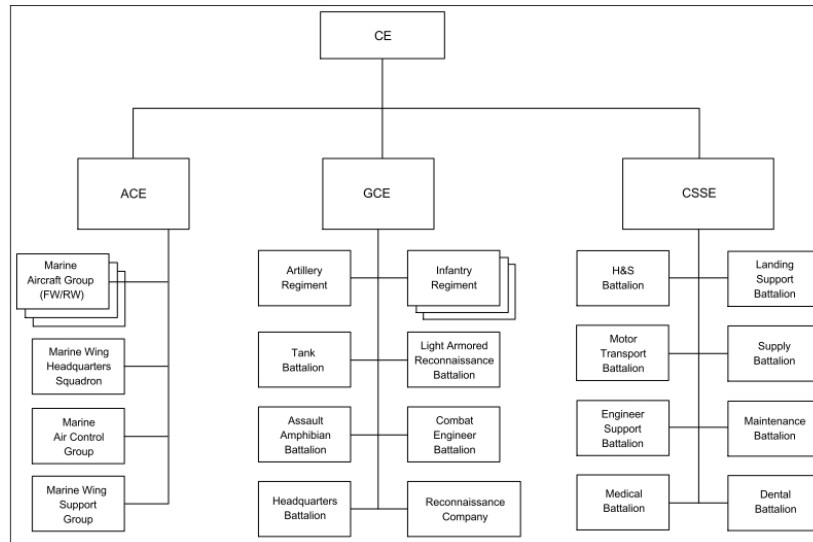 CE
ACE
GCE
CSSE
Marine
Aircraft Group
(FW/RW)
Marine Wing
Headquarters
Squadron
Marine
Air Control
Group
Marine Wing
Support
Group
Artillery
Regiment
Infantry
Regiment
Tank
Battalion
Light Armored
Reconnaissance
Battalion
Assault
Amphibian
Battalion
Combat
Engineer
Battalion
Headquarters
Battalion
Reconnaissance
Company
H&S
Battalion
Landing
Support
Battalion
Motor
Transport
Battalion
Supply
Battalion
Engineer
Support
Battalion
Maintenance
Battalion
Medical
Battalion
Dental
Battalion